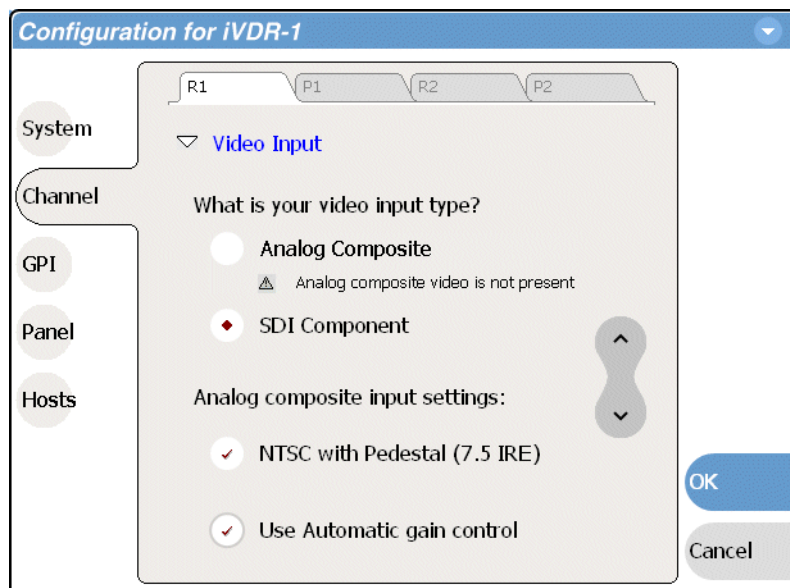 Configuration for iVDR-1
R1
P1
R2
P2
System
Channel
GPI
Panel
Hosts
Video Input
What is your video input type?
Analog Composite
Analog composite video is not present
SDI Component
Analog composite input settings:
NTSC with Pedestal (7.5 IRE)
Use Automatic gain control
OK
Cancel